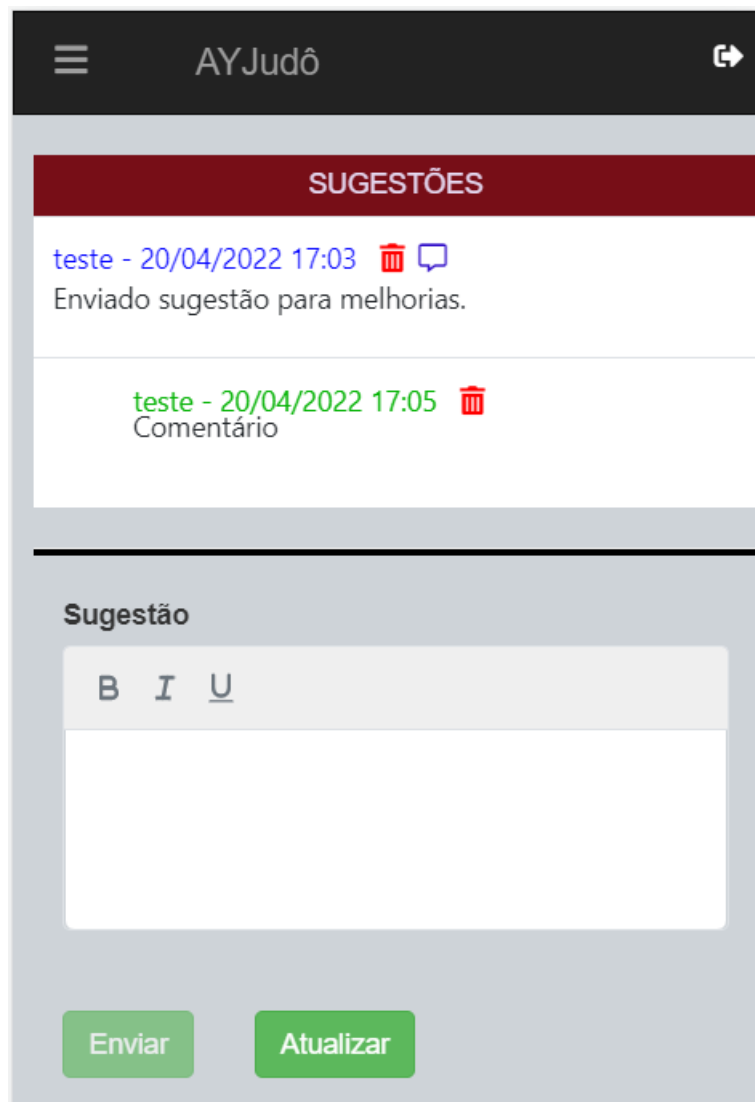 AYJudô
SUGESTÕES
teste - 20/04/2022 17:03
Enviado sugestão para melhorias.
teste - 20/04/2022 17:05
Comentário
Sugestão
B I U
Enviar Atualizar